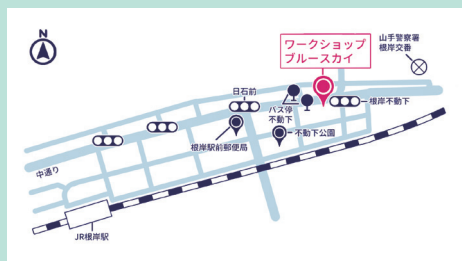 N
ワークショップ
ブルースカイ
山手警察署
根岸交番
日石前
バス停
不動下
根岸不動下
根岸駅前郵便局
不動下公園
中通り
JR根岸駅